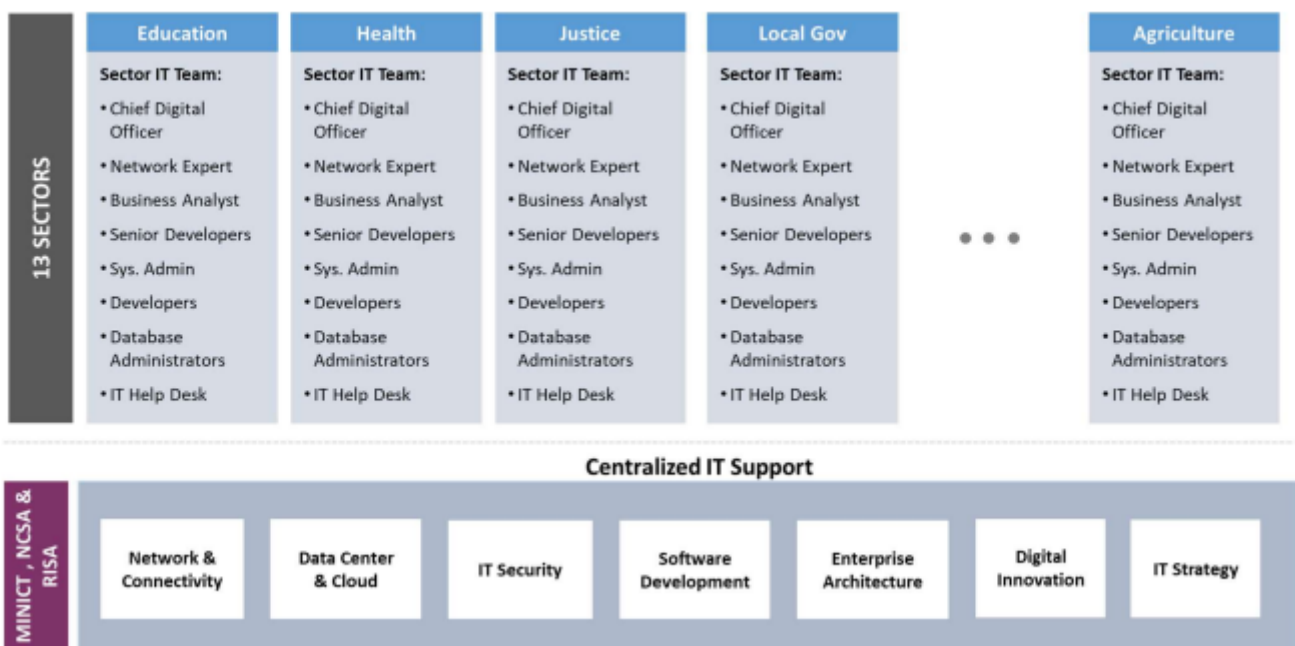 13 SECTORS
Education
Sector IT Team:
• Chief Digital
Officer
• Network Expert
• Business Analyst
• Senior Developers
• Sys. Admin
• Developers
• Database
Administrators
• IT Help Desk
Health
Sector IT Team:
• Chief Digital
Officer
• Network Expert
• Business Analyst
• Senior Developers
• Sys. Admin
• Developers
• Database
Administrators
• IT Help Desk
Justice
Sector IT Team:
• Chief Digital
Officer
• Network Expert
• Business Analyst
• Senior Developers
• Sys. Admin
• Developers
• Database
Administrators
• IT Help Desk
Local Gov
Sector IT Team:
• Chief Digital
Officer
• Network Expert
• Business Analyst
• Senior Developers
• Sys. Admin
• Developers
• Database
Administrators
• IT Help Desk
• • •
Agriculture
Sector IT Team:
• Chief Digital
Officer
• Network Expert
• Business Analyst
• Senior Developers
• Sys. Admin
• Developers
• Database
Administrators
• IT Help Desk
Centralized IT Support
MINICT , NCSA &
RISA
Network &
Connectivity
Data Center
& Cloud
IT Security
Software
Development
Enterprise
Architecture
Digital
Innovation
IT Strategy